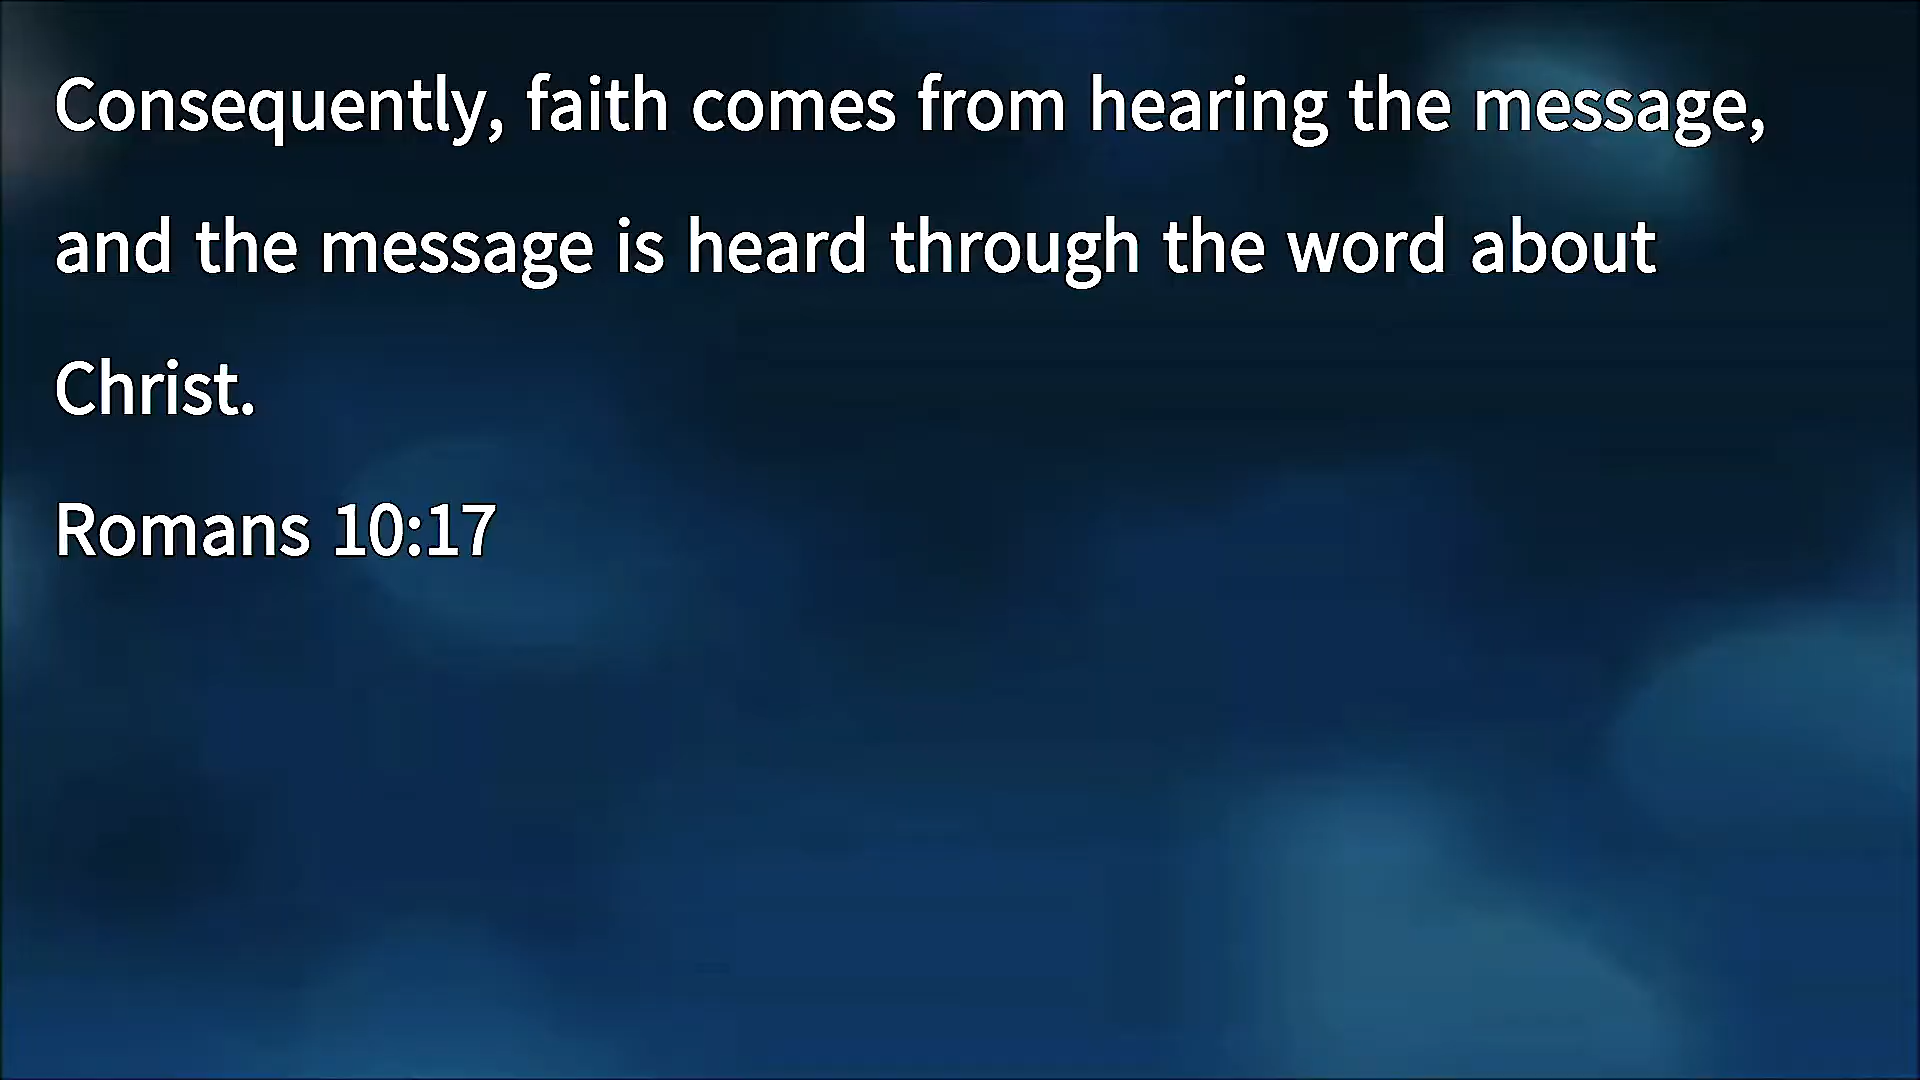 Consequently, faith comes from hearing the message,
and the message is heard through the word about
Christ.
Romans 10:17